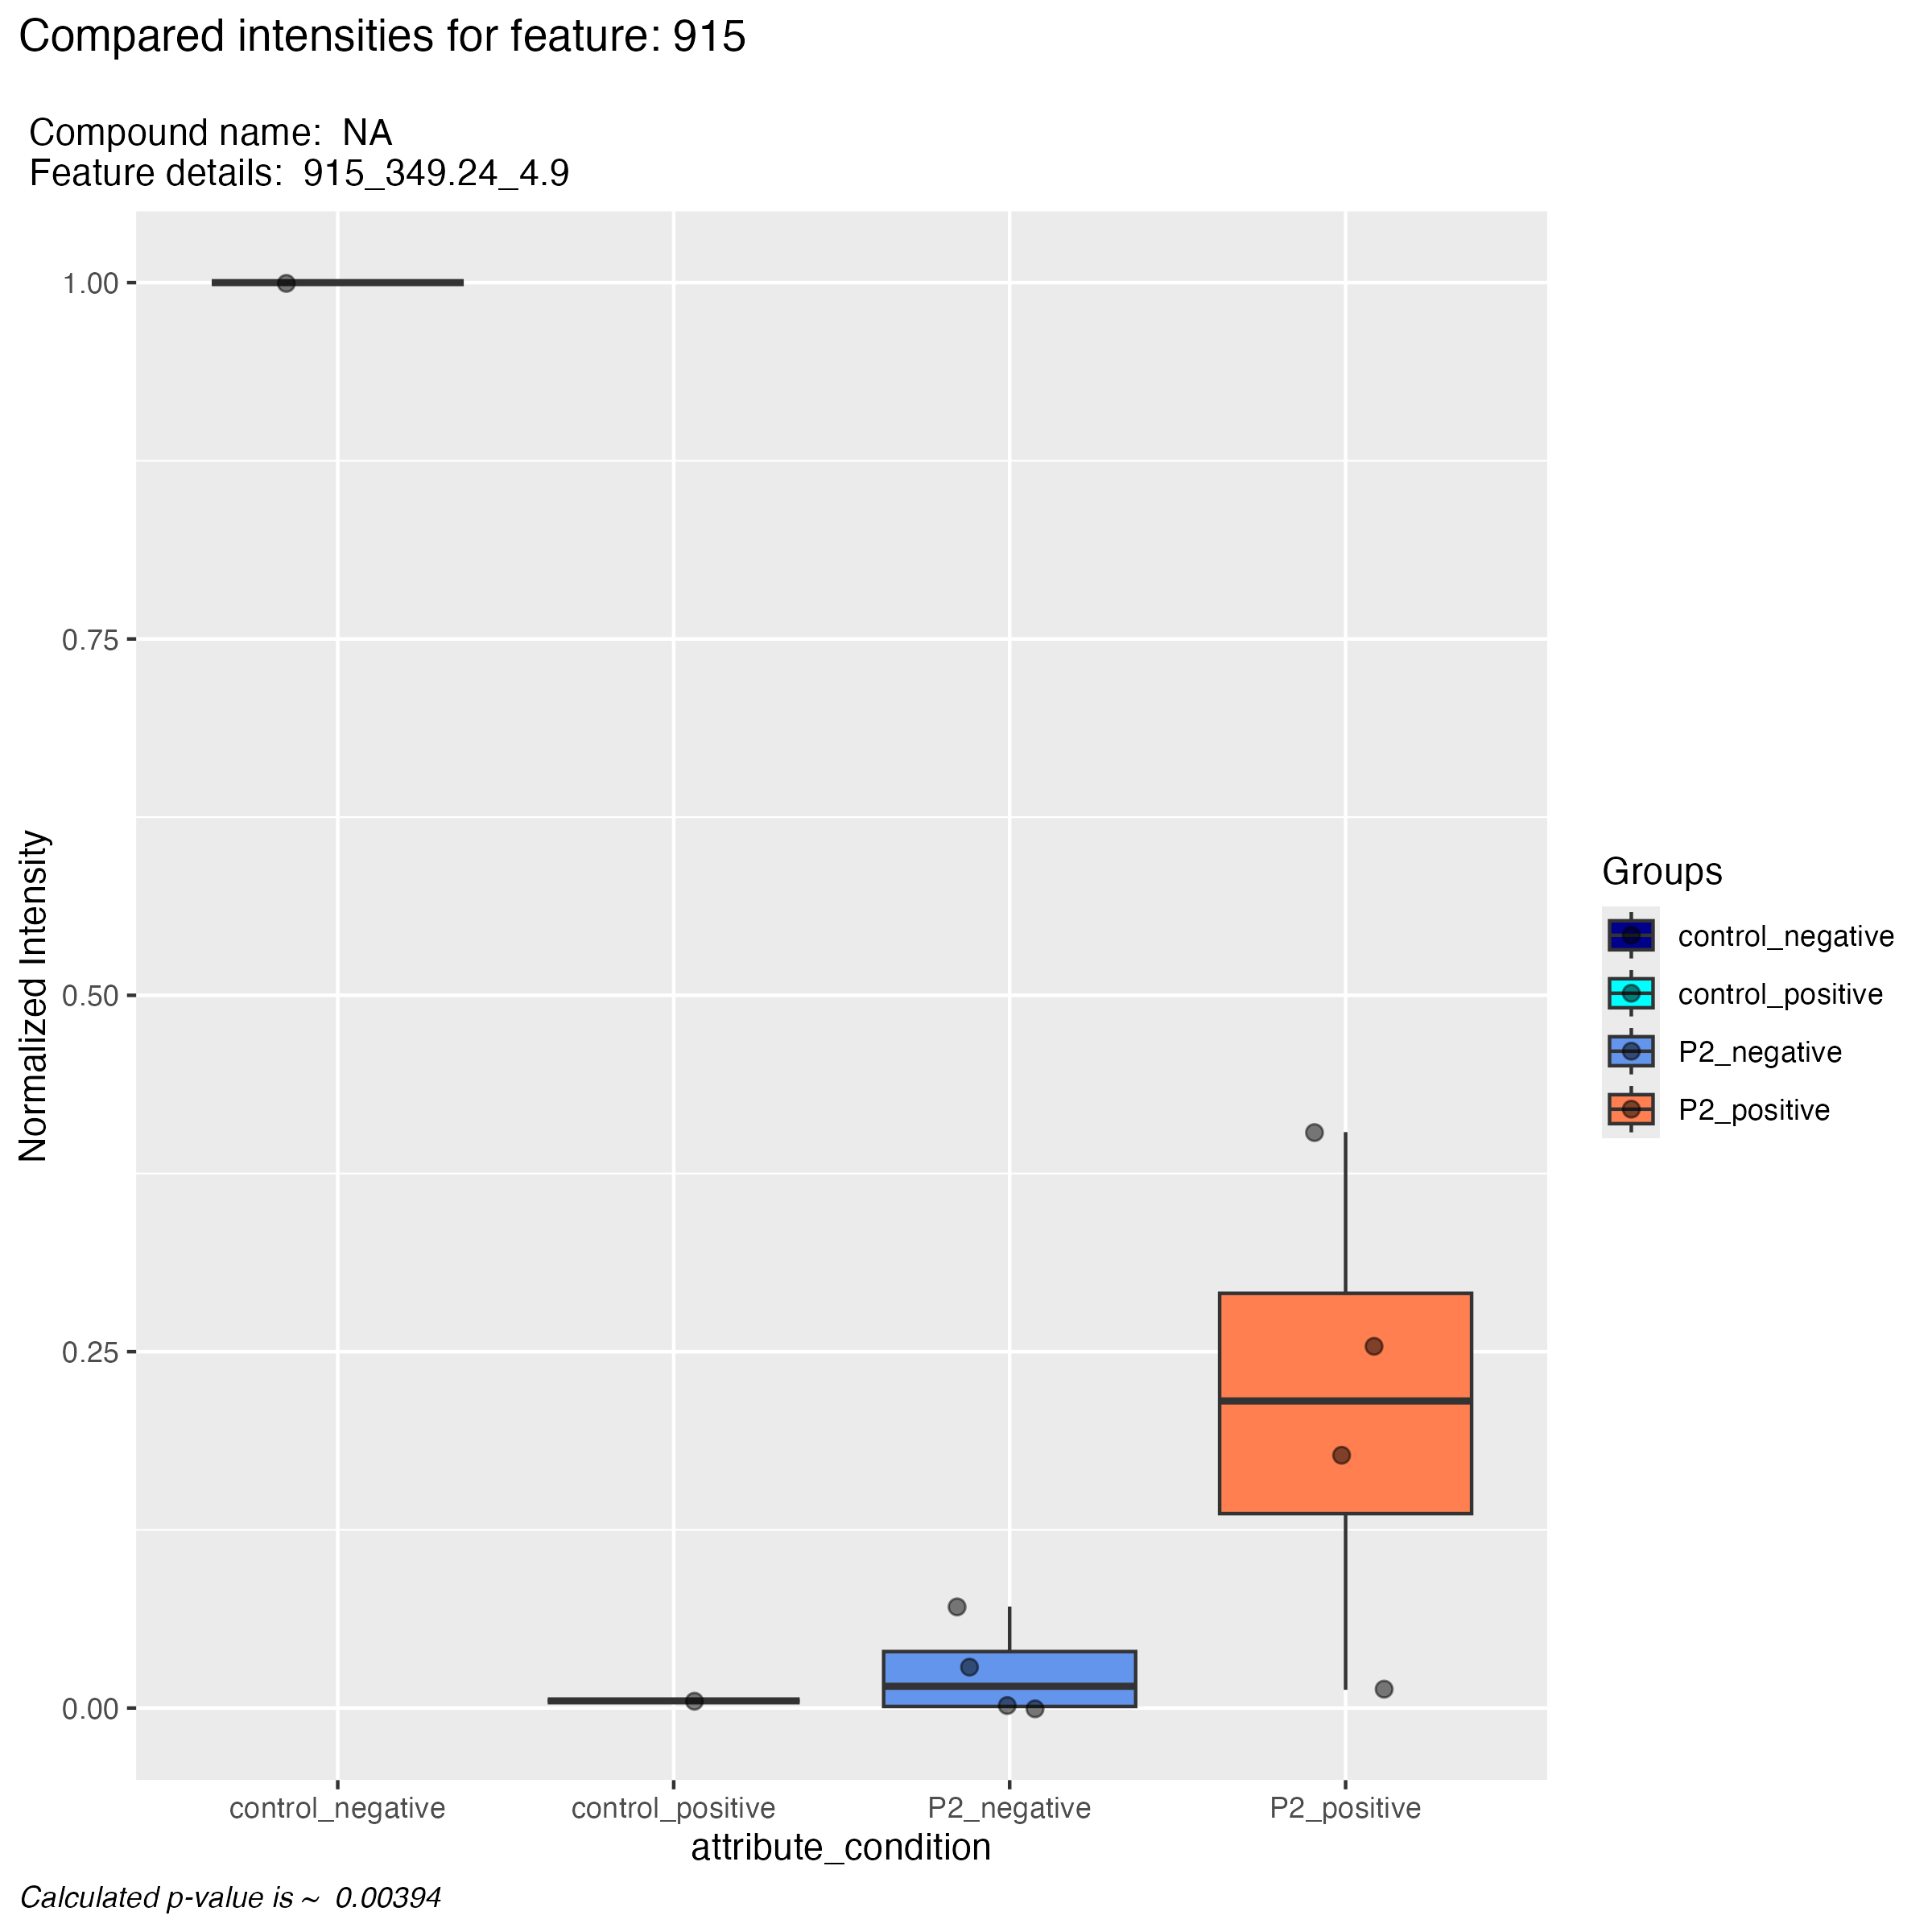 Compared intensities for feature: 915
Compound name:  NA
Feature details:  915_349.24_4.9
1.00
0.75
0.50
0.25
0.00
Normalized Intensity
control_negative
control_positive
P2_negative
P2_positive
attribute_condition
Groups
control_negative
control_positive
P2_negative
P2_positive
Calculated p-value is ~  0.00394